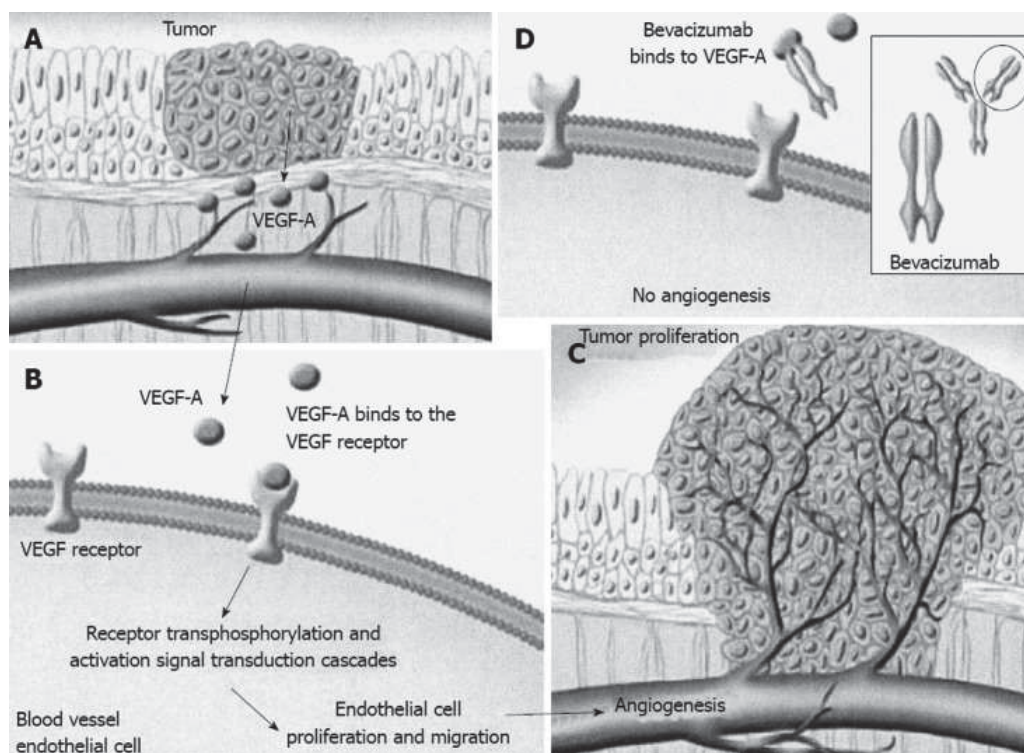 A
Tumor
VEGF-A
B
VEGF-A
VEGF-A binds to the
VEGF receptor
VEGF receptor
Receptor transphosphorylation and
activation signal transduction cascades
Endothelial cell
proliferation and migration
Blood vessel
endothelial cell
C
Tumor proliferation
Angiogenesis
D
Bevacizumab
binds to VEGF-A
Bevacizumab
No angiogenesis